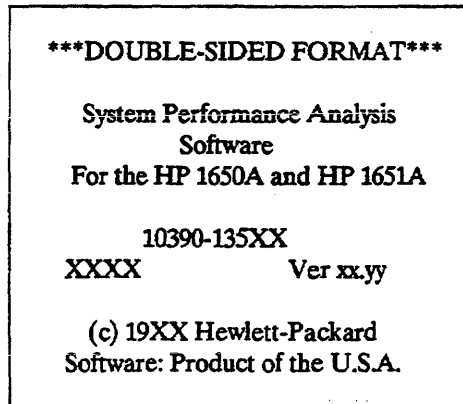 ***DOUBLE-SIDED FORMAT***
System Performance Analysis
Software
For the HP 1650A and HP 1651A
10390-135XX
XXXX Ver xx.yy
(c) 19XX Hewlett-Packard
Software: Product of the U.S.A.